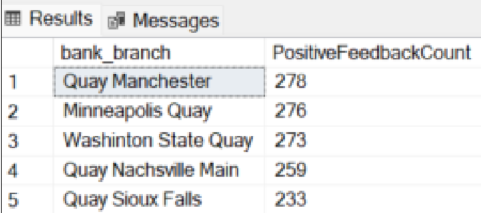 Results Messages
bank_branch PositiveFeedbackCount
1 Quay Manchester 278
2 Minneapolis Quay 276
3 Washinton State Quay 273
4 Quay Nachsville Main 259
5 Quay Sioux Falls 233